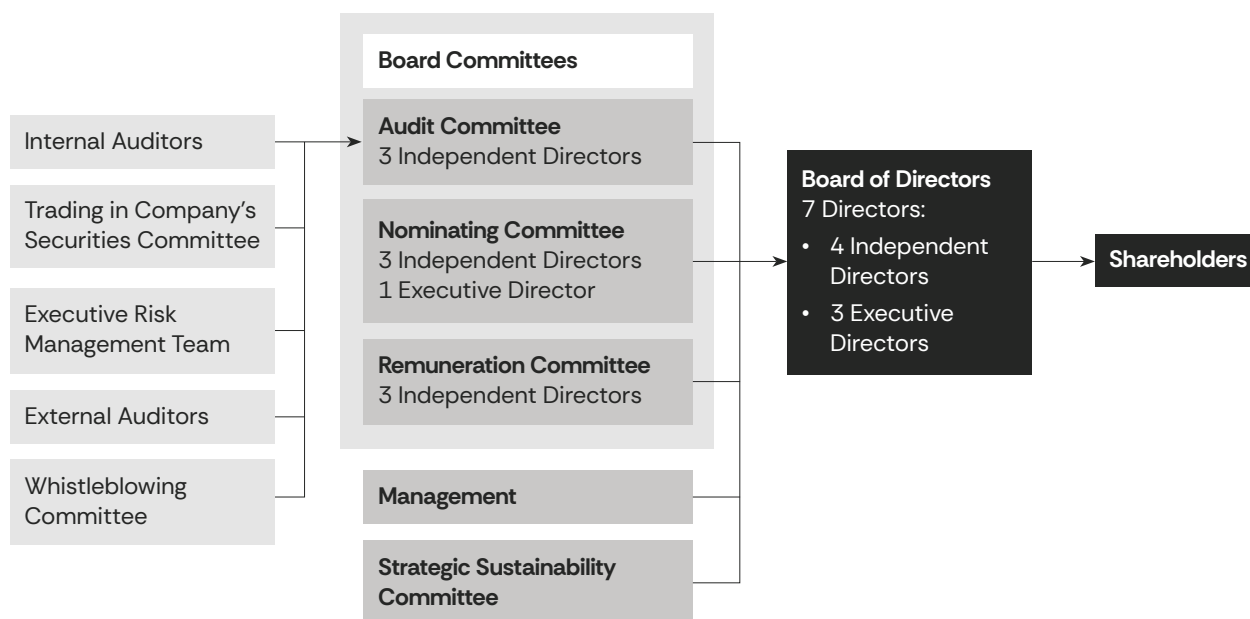 Internal Auditors
Trading in Company's
Securities Committee
Executive Risk
Management Team
External Auditors
Whistleblowing
Committee
Board Committees
Audit Committee
3 Independent Directors
Nominating Committee
3 Independent Directors
1 Executive Director
Remuneration Committee
3 Independent Directors
Management
Strategic Sustainability
Committee
Board of Directors
7 Directors:
• 4 Independent
Directors
• 3 Executive
Directors
Shareholders